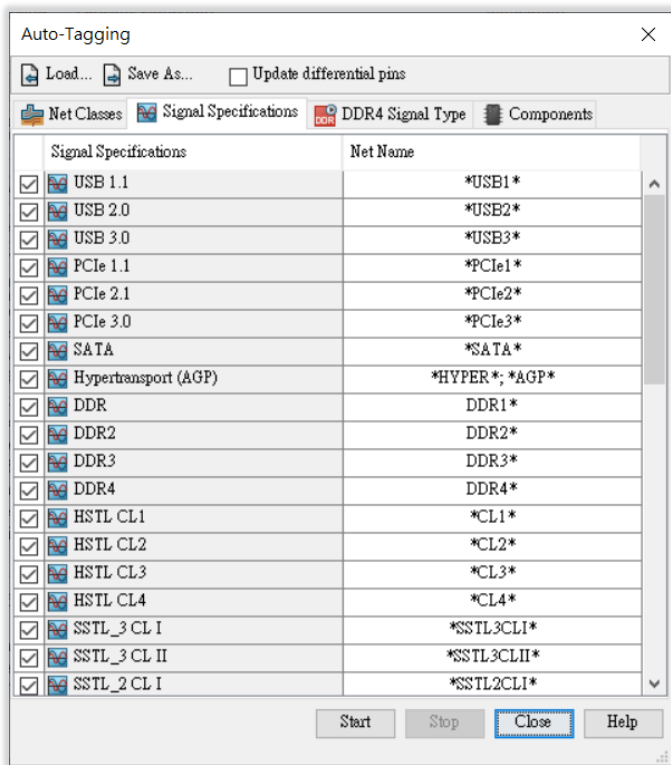 Auto-Tagging
Load... Save As... Update differential pins
Net Classes Signal Specifications DDR DDR4 Signal Type Components
Signal Specifications Net Name
USB 1.1 *USB1*
USB 2.0 *USB2*
USB 3.0 *USB3*
PCIe 1.1 *PCIe1*
PCIe 2.1 *PCIe2*
PCIe 3.0 *PCIe3*
SATA *SATA*
Hypertransport (AGP) *HYPER*; *AGP*
DDR DDR1*
DDR2 DDR2*
DDR3 DDR3*
DDR4 DDR4*
HSTL CL1 *CL1*
HSTL CL2 *CL2*
HSTL CL3 *CL3*
HSTL CL4 *CL4*
SSTL_3 CL I *SSTL3CLI*
SSTL_3 CL II *SSTL3CLII*
SSTL_2 CL I *SSTL2CLI*
Start Stop Close Help